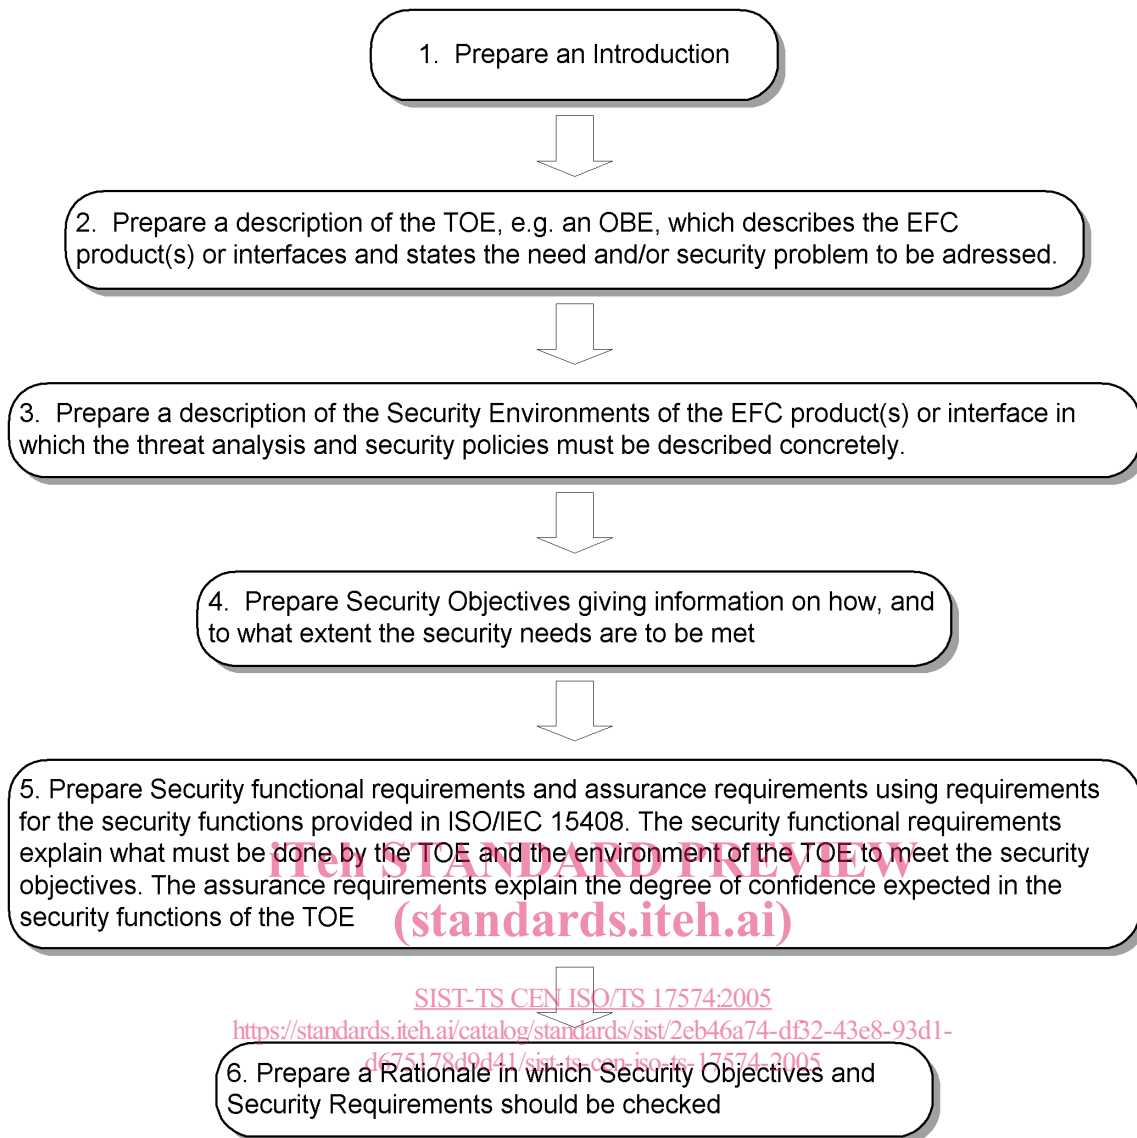 1. Prepare an Introduction
2. Prepare a description of the TOE, e.g. an OBE, which describes the EFC
product(s) or interfaces and states the need and/or security problem to be adressed.
3. Prepare a description of the Security Environments of the EFC product(s) or interface in
which the threat analysis and security policies must be described concretely.
4. Prepare Security Objectives giving information on how, and
to what extent the security needs are to be met
5. Prepare Security functional requirements and assurance requirements using requirements
for the security functions provided in ISO/IEC 15408. The security functional requirements
explain what must be done by the TOE and the environment of the TOE to meet the security
iTeh STANDARD PREVIEW
objectives. The assurance requirements explain the degree of confidence expected in the
security functions of the TOE
(standards.iteh.ai)
SIST-TS CEN ISO/TS 17574:2005
https://standards.iteh.ai/catalog/standards/sist/2eb46a74-df32-43e8-93d1-
d675178d9d41/sist-ts-cen-iso-ts-17574-2005
6. Prepare a Rationale in which Security Objectives and
Security Requirements should be checked